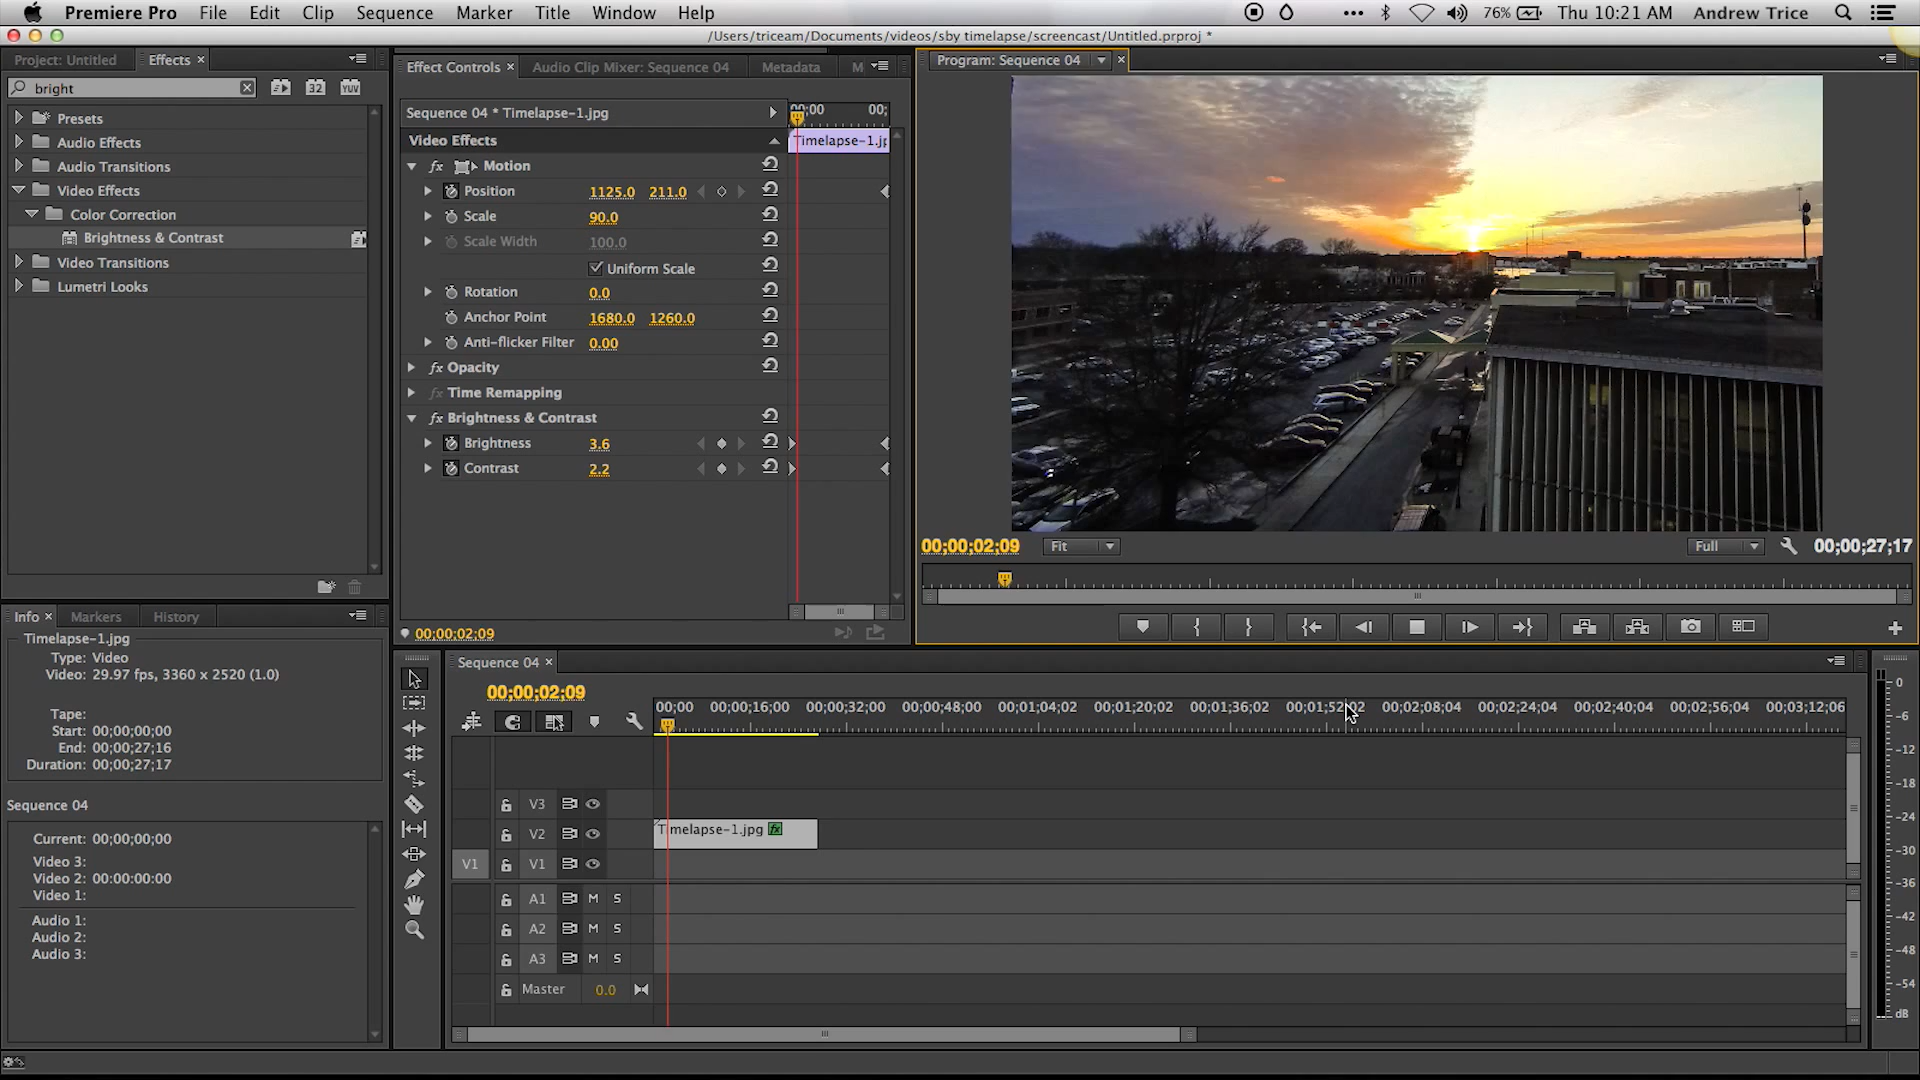 Premiere Pro File Edit Clip Sequence Marker Title Window Help 76% Thu 10:21 AM Andrew Trice
/Users/triceam/Documents/videos/sby timelapse/screencast/Untitled.prproj *
Project: Untitled Effects
bright
32 YUV
Presets
Audio Effects
Audio Transitions
Video Effects
Color Correction
Brightness & Contrast
Video Transitions
Lumetri Looks
Effect Controls Audio Clip Mixer: Sequence 04 Metadata M
Sequence 04 * Timelapse-1.jpg
00;00 00;
Video Effects
Timelapse-1.jp
fx Motion
Position 1125.0 211.0
Scale 90.0
Scale Width 100.0
Uniform Scale
Rotation 0.0
Anchor Point 1680.0 1260.0
Anti-flicker Filter 0.00
fx Opacity
fx Time Remapping
fx Brightness & Contrast
Brightness 3.6
Contrast 2.2
00;00;02;09
Program: Sequence 04
00;00;02;09 Fit Full 00;00;27;17
Info Markers History
Timelapse-1.jpg
Type: Video
Video: 29.97 fps, 3360 x 2520 (1.0)
Tape:
Start: 00;00;00;00
End: 00;00;27;16
Duration: 00;00;27;17
Sequence 04
Current: 00;00;00;00
Video 3:
Video 2: 00:00:00:00
Video 1:
Audio 1:
Audio 2:
Audio 3:
Sequence 04
00;00;02;09
00;00 00;00;16;00 00;00;32;00 00;00;48;00 00;01;04;02 00;01;20;02 00;01;36;02 00;01;52;02 00;02;08;04 00;02;24;04 00;02;40;04 00;02;56;04 00;03;12;06
V3
V2 Timelapse-1.jpg fx
V1 V1
A1 M S
A2 M S
A3 M S
Master 0.0
0
-6
-12
-18
-24
-30
-36
-42
-48
-54
dB